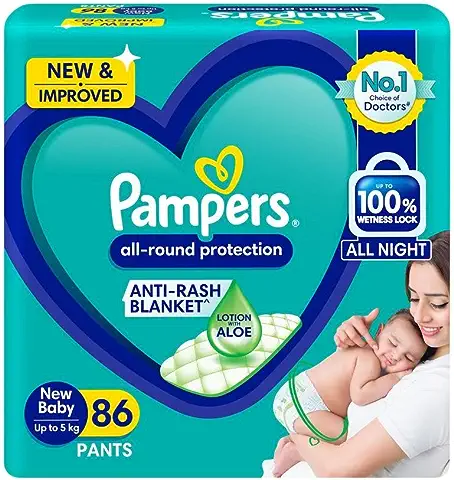 NEW &
IMPROVED
No.1
Choice of
Doctors#
UP TO
100%
WETNESS LOCK
ALL NIGHT
Pampers®
all-round protection
ANTI-RASH
BLANKET^
LOTION
WITH
ALOE
New
Baby
Up to 5 kg
86
PANTS